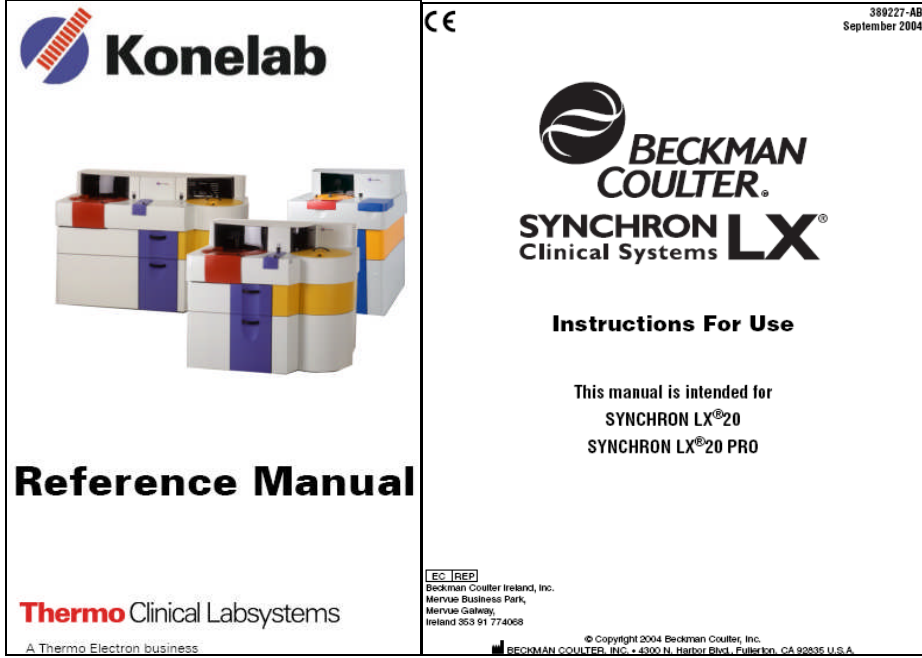 Konelab
Reference Manual
Thermo Clinical Labsystems
A Thermo Electron business
CE
389227-AB
September 2004
BECKMAN
COULTER®
SYNCHRON LX®
Clinical Systems
Instructions For Use
This manual is intended for
SYNCHRON LX®20
SYNCHRON LX®20 PRO
EC REP
Beckman Coulter Ireland, Inc.
Mervue Business Park,
Mervue Galway,
Ireland 353 91 774068
© Copyright 2004 Beckman Coulter, Inc.
BECKMAN COULTER, INC. • 4300 N. Harbor Blvd., Fullerton, CA 92835 U.S.A.